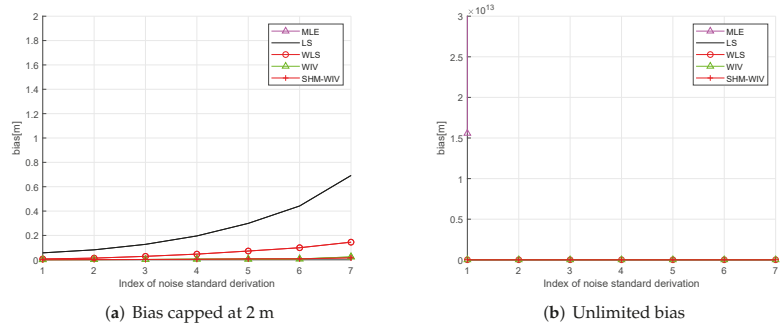 2
1.8
1.6
1.4
1.2
1
0.8
0.6
0.4
0.2
0
bias[m]
MLE
LS
WLS
WIV
SHM-WIV
1 2 3 4 5 6 7
Index of noise standard derivation
(a) Bias capped at 2 m
3 ×10¹³
2.5
2
1.5
1
0.5
0
bias[m]
MLE
LS
WLS
WIV
SHM-WIV
1 2 3 4 5 6 7
Index of noise standard derivation
(b) Unlimited bias